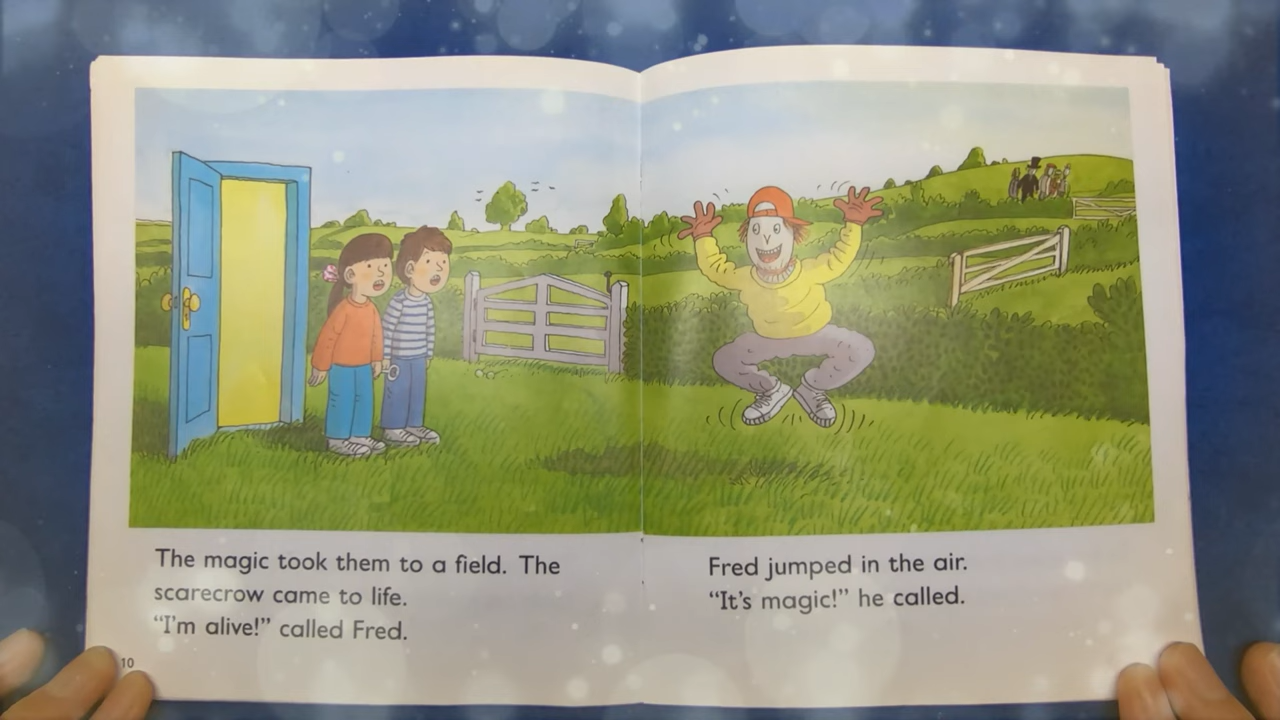 The magic took them to a field. The
scarecrow came to life.
“I’m alive!” called Fred.
10
Fred jumped in the air.
“It’s magic!” he called.